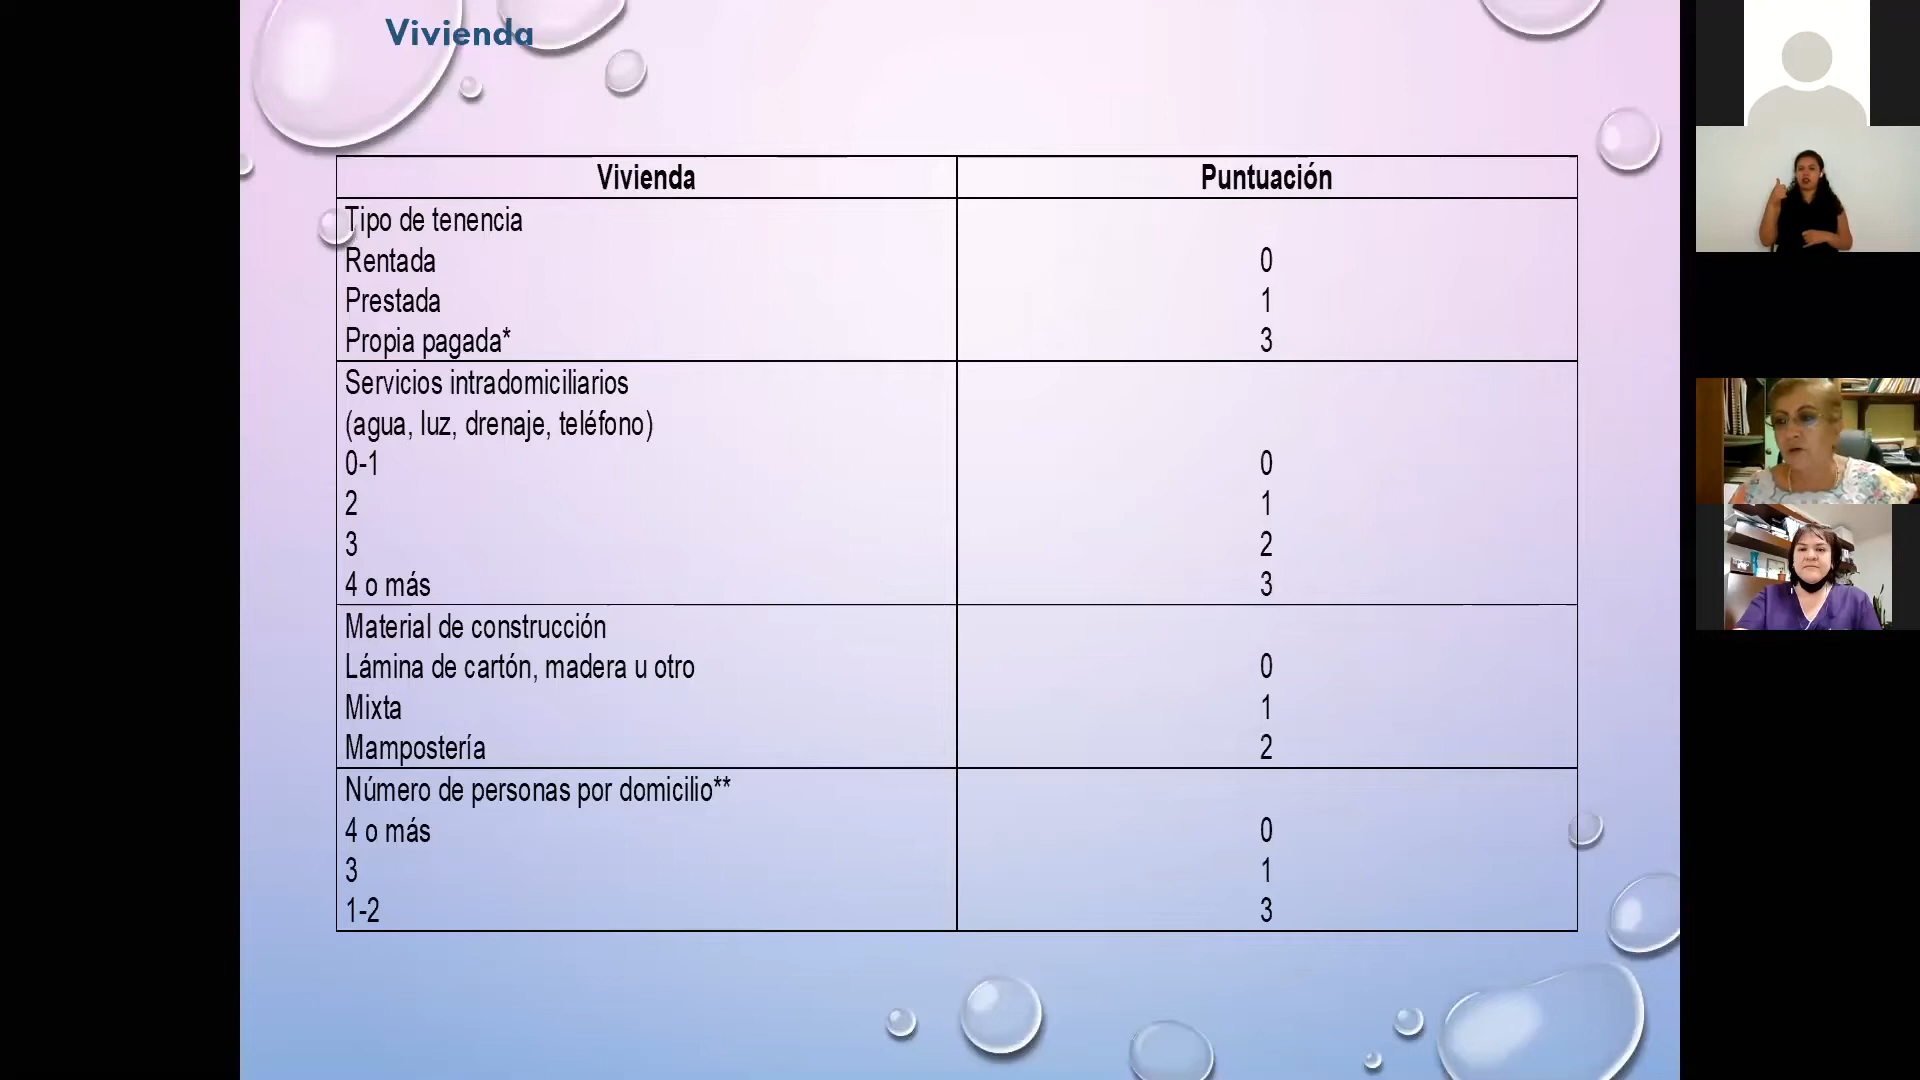 Vivienda
Vivienda Puntuación
Tipo de tenencia
Rentada 0
Prestada 1
Propia pagada* 3
Servicios intradomiciliarios
(agua, luz, drenaje, teléfono)
0-1 0
2 1
3 2
4 o más 3
Material de construcción
Lámina de cartón, madera u otro 0
Mixta 1
Mampostería 2
Número de personas por domicilio**
4 o más 0
3 1
1-2 3